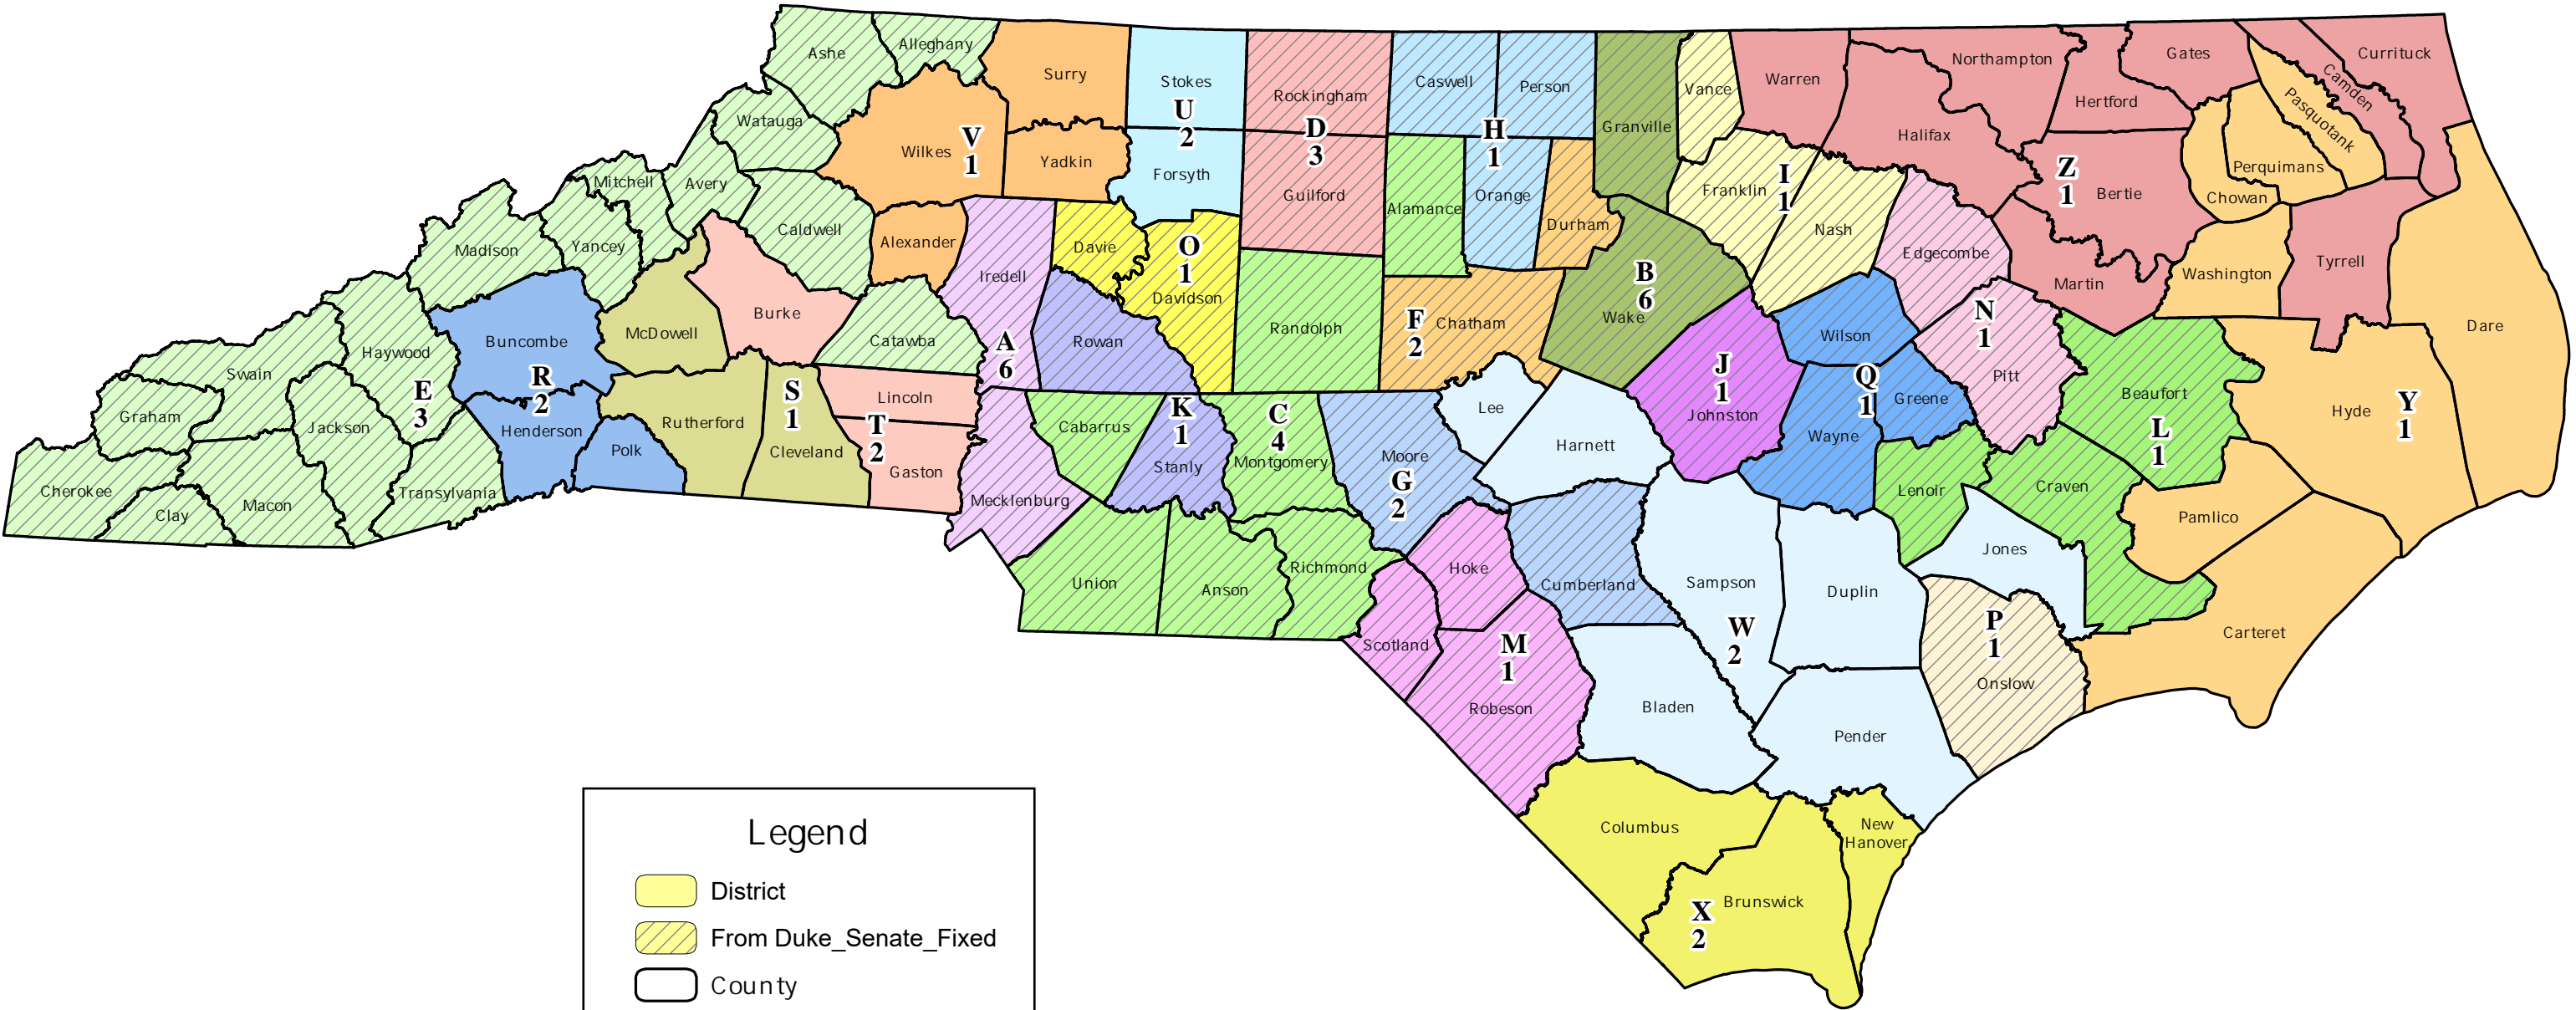 Ashe
Alleghany
Surry
Stokes
U
2
Rockingham
D
3
Caswell
Person
H
1
Granville
Vance
Warren
Northampton
Gates
Currituck
Camden
Pasquotank
Hertford
Halifax
Perquimans
Chowan
Z
1
Bertie
Watauga
Wilkes
V
1
Yadkin
Forsyth
Guilford
Alamance
Orange
Durham
Franklin
I
1
Nash
Edgecombe
Martin
Washington
Tyrrell
Dare
Mitchell
Avery
Caldwell
Alexander
Iredell
Davie
O
1
Davidson
Randolph
F
2
Chatham
B
6
Wake
Madison
Yancey
McDowell
Burke
Catawba
A
6
Rowan
Wilson
N
1
Pitt
Beaufort
L
1
Hyde
Y
1
Haywood
E
3
Buncombe
R
2
Swain
Graham
Jackson
Henderson
Polk
Rutherford
S
1
Cleveland
Lincoln
T
2
Gaston
Cabarrus
K
1
Stanly
C
4
Montgomery
Moore
G
2
Lee
Harnett
J
1
Johnston
Q
1
Greene
Wayne
Lenoir
Craven
Pamlico
Cherokee
Clay
Macon
Transylvania
Mecklenburg
Union
Anson
Richmond
Hoke
Scotland
Cumberland
Sampson
W
2
Duplin
Jones
P
1
Onslow
Carteret
M
1
Robeson
Bladen
Pender
Columbus
New
Hanover
X
2
Brunswick
Legend
District
From Duke_Senate_Fixed
County